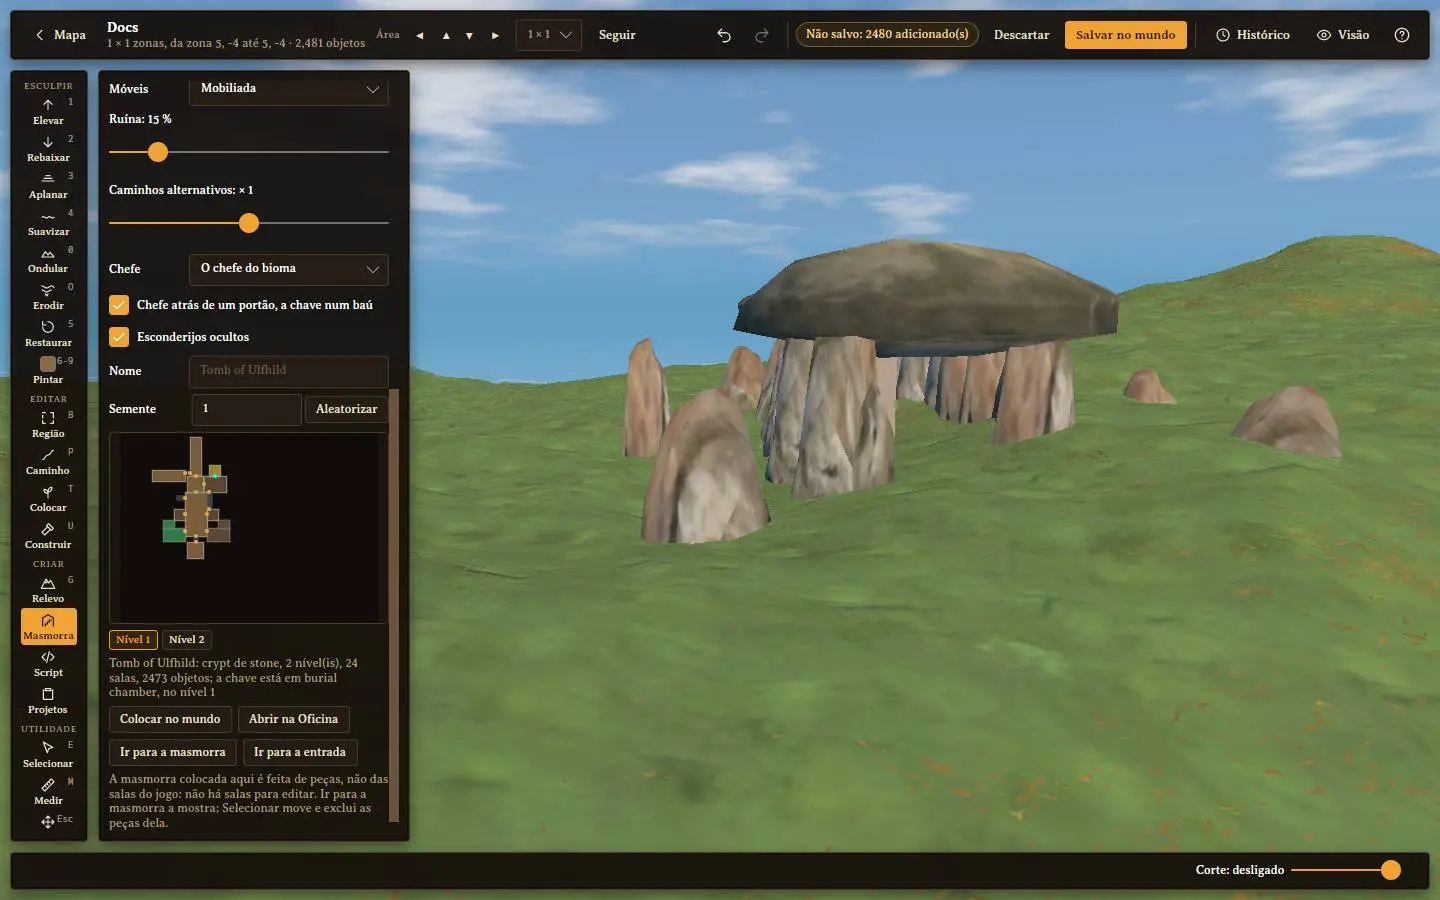 Mapa
Docs
1 × 1 zonas, da zona 5, -4 até 5, -4 · 2,481 objetos
Área
1 × 1
Seguir
Não salvo: 2480 adicionado(s)
Descartar
Salvar no mundo
Histórico
Visão
ESCULPIR
1
Elevar
2
Rebaixar
3
Aplanar
4
Suavizar
0
Ondular
O
Erodir
5
Restaurar
6-9
Pintar
EDITAR
B
Região
P
Caminho
T
Colocar
U
Construir
CRIAR
G
Relevo
Masmorra
Script
Projetos
UTILIDADE
E
Selecionar
M
Medir
Esc
Móveis
Mobiliada
Ruína: 15 %
Caminhos alternativos: × 1
Chefe
O chefe do bioma
Chefe atrás de um portão, a chave num baú
Esconderijos ocultos
Nome
Tomb of Ulfhild
Semente
1
Aleatorizar
Nível 1
Nível 2
Tomb of Ulfhild: crypt de stone, 2 nível(is), 24
salas, 2473 objetos; a chave está em burial
chamber, no nível 1
Colocar no mundo
Abrir na Oficina
Ir para a masmorra
Ir para a entrada
A masmorra colocada aqui é feita de peças, não das
salas do jogo: não há salas para editar. Ir para a
masmorra a mostra; Selecionar move e exclui as
peças dela.
Corte: desligado